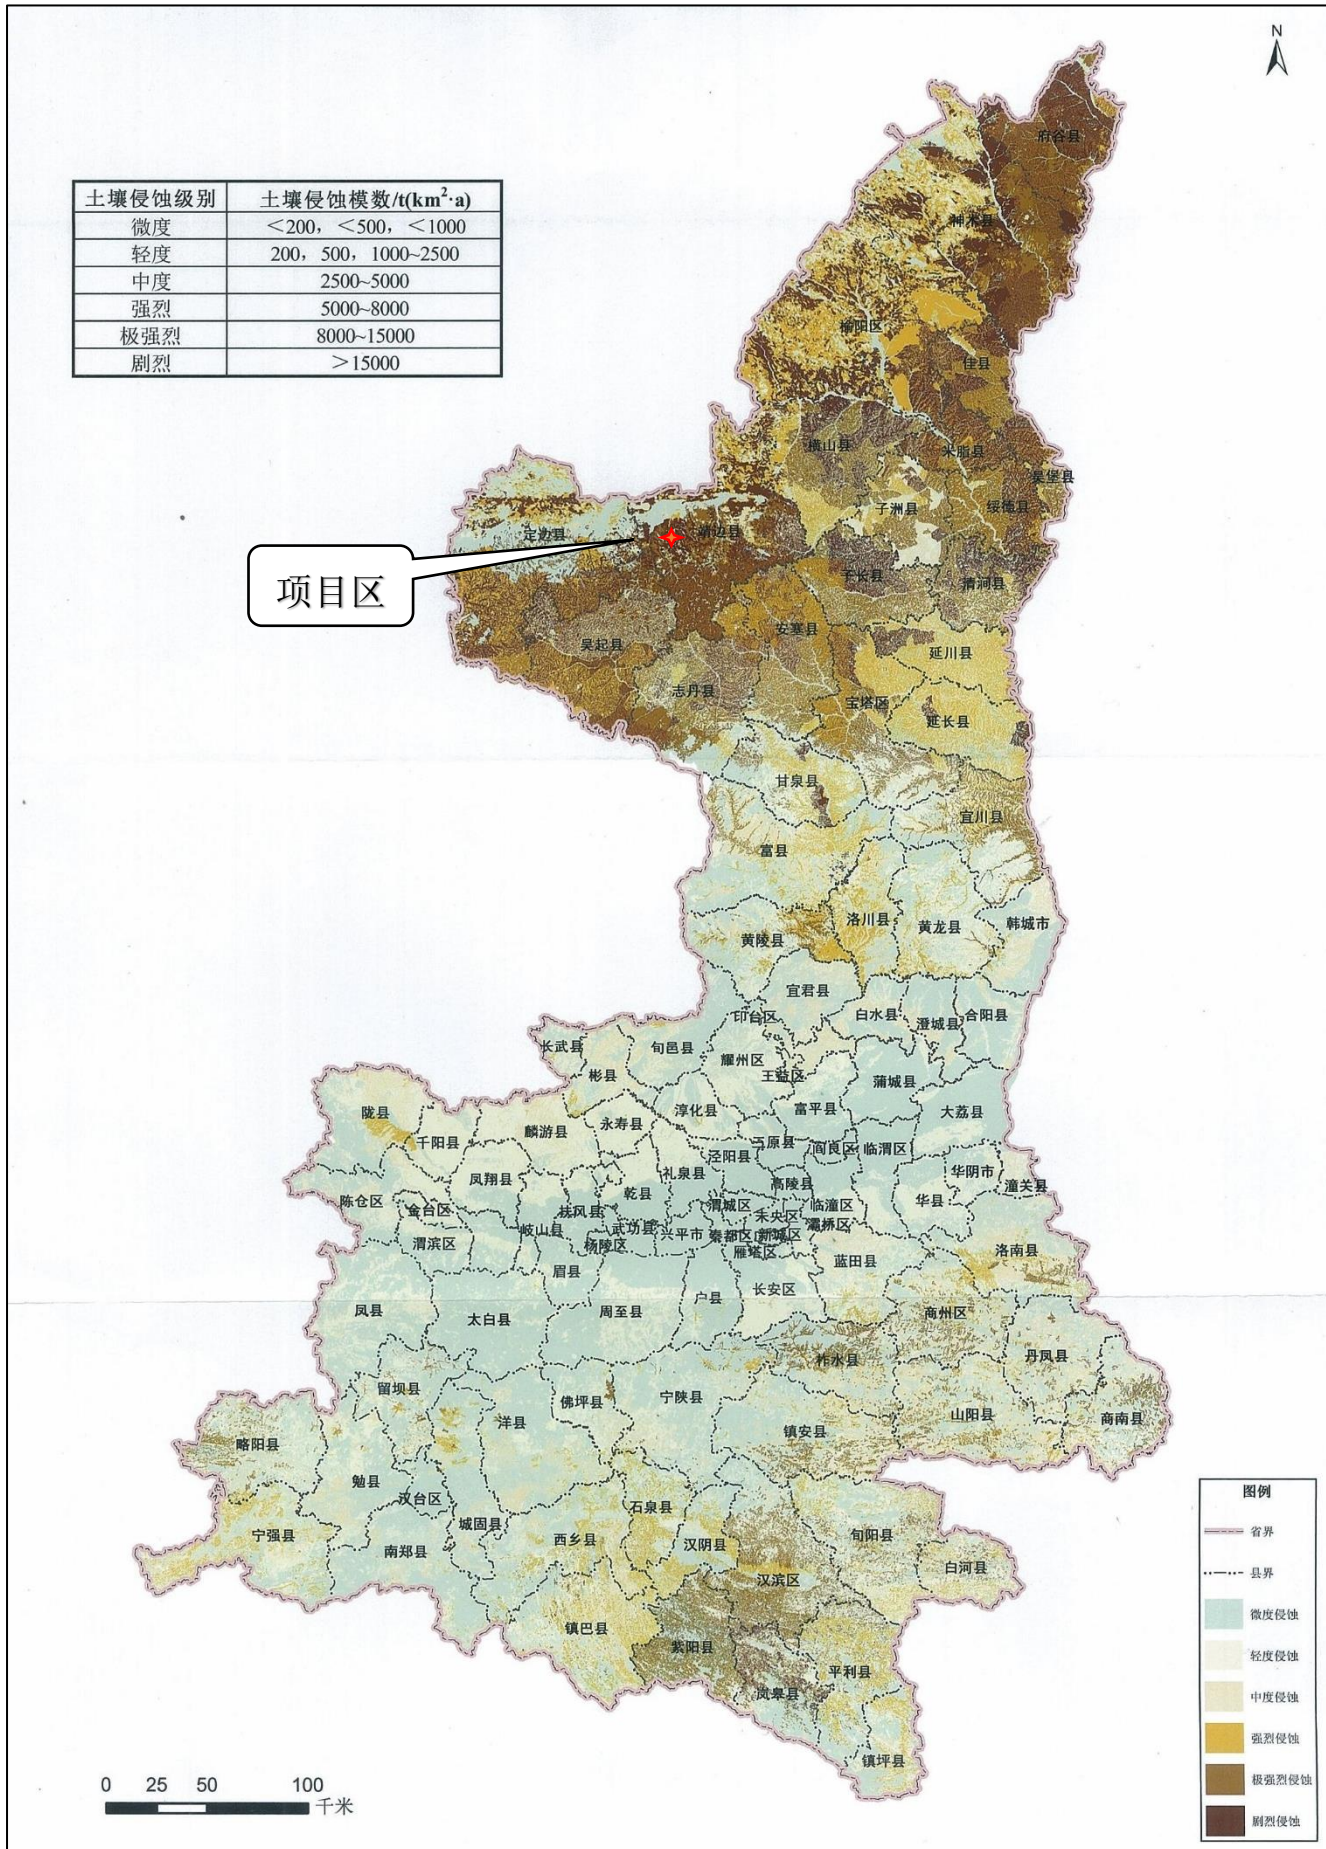 N
土壤侵蚀级别 土壤侵蚀模数/t(km²·a)
微度 <200，<500，<1000
轻度 200，500，1000~2500
中度 2500~5000
强烈 5000~8000
极强烈 8000~15000
剧烈 >15000
府谷县
神木县
榆阳区
佳县
横山县
米脂县
吴堡县
子洲县
绥德县
定边县
靖边县
项目区
子长县
清涧县
吴起县
安塞县
延川县
志丹县
宝塔区
延长县
甘泉县
宜川县
富县
洛川县
黄陵县
黄龙县
韩城市
宜君县
印台区
白水县
澄城县
合阳县
长武县
旬邑县
耀州区
王益区
彬县
蒲城县
陇县
淳化县
富平县
大荔县
千阳县
麟游县
永寿县
三原县
阎良区
临渭区
泾阳县
凤翔县
礼泉县
华阴市
潼关县
陈仓区
金台区
乾县
高陵县
华县
扶风县
渭城区
临潼区
未央区
岐山县
武功县
兴平市
秦都区
新城区
灞桥区
渭滨区
杨陵区
雁塔区
蓝田县
洛南县
眉县
长安区
凤县
太白县
周至县
户县
商州区
柞水县
丹凤县
留坝县
佛坪县
宁陕县
洋县
镇安县
山阳县
商南县
略阳县
勉县
汉台区
城固县
石泉县
宁强县
南郑县
西乡县
汉阴县
旬阳县
汉滨区
白河县
镇巴县
紫阳县
平利县
岚皋县
镇坪县
图例
省界
县界
微度侵蚀
轻度侵蚀
中度侵蚀
强烈侵蚀
极强烈侵蚀
剧烈侵蚀
0 25 50 100
千米